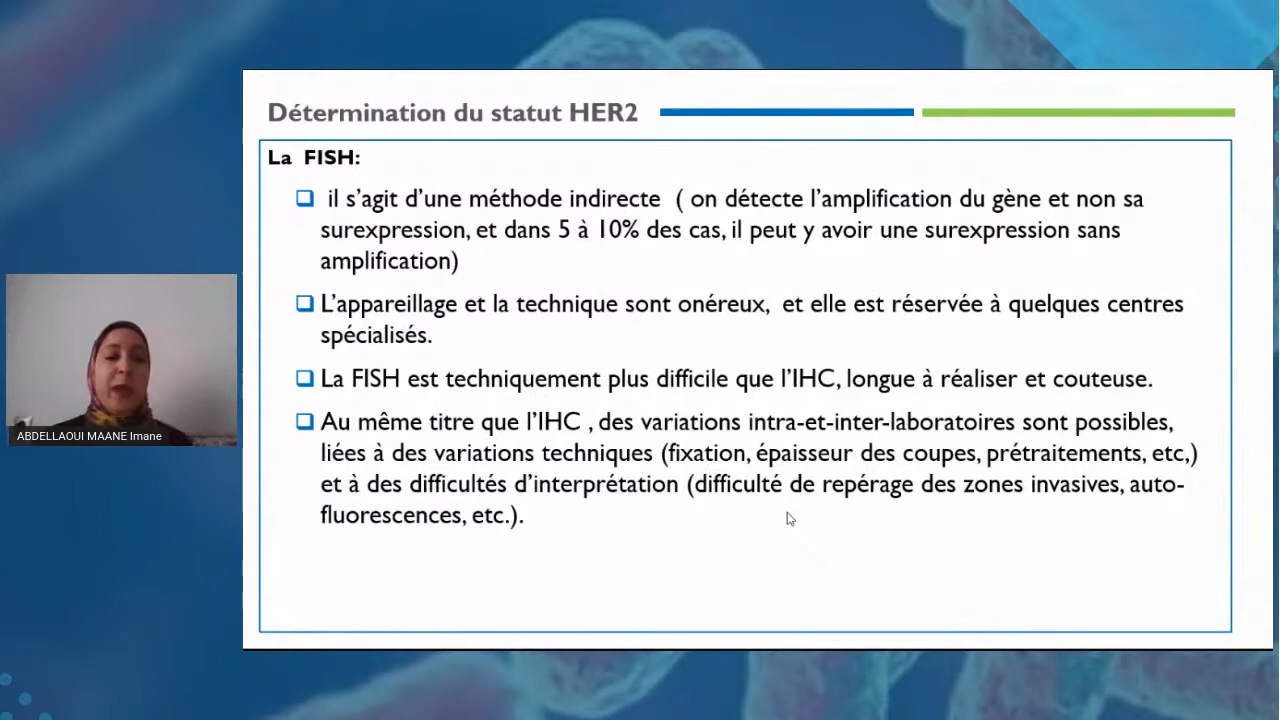 Détermination du statut HER2
La FISH:
il s’agit d’une méthode indirecte ( on détecte l’amplification du gène et non sa
surexpression, et dans 5 à 10% des cas, il peut y avoir une surexpression sans
amplification)
L’appareillage et la technique sont onéreux, et elle est réservée à quelques centres
spécialisés.
La FISH est techniquement plus difficile que l’IHC, longue à réaliser et couteuse.
Au même titre que l’IHC , des variations intra-et-inter-laboratoires sont possibles,
liées à des variations techniques (fixation, épaisseur des coupes, prétraitements, etc,)
et à des difficultés d’interprétation (difficulté de repérage des zones invasives, auto-
fluorescences, etc.).
ABDELLAOUI MAANE Imane